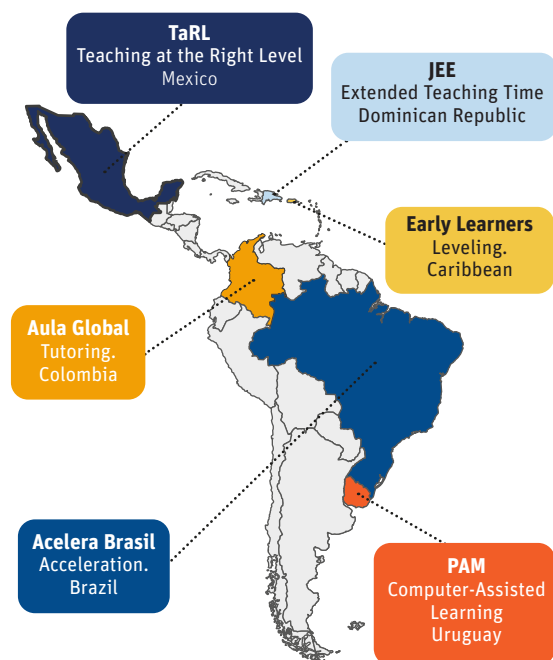 TaRL
Teaching at the Right Level
Mexico
JEE
Extended Teaching Time
Dominican Republic
Early Learners
Leveling.
Caribbean
Aula Global
Tutoring.
Colombia
Acelera Brasil
Acceleration.
Brazil
PAM
Computer-Assisted
Learning
Uruguay